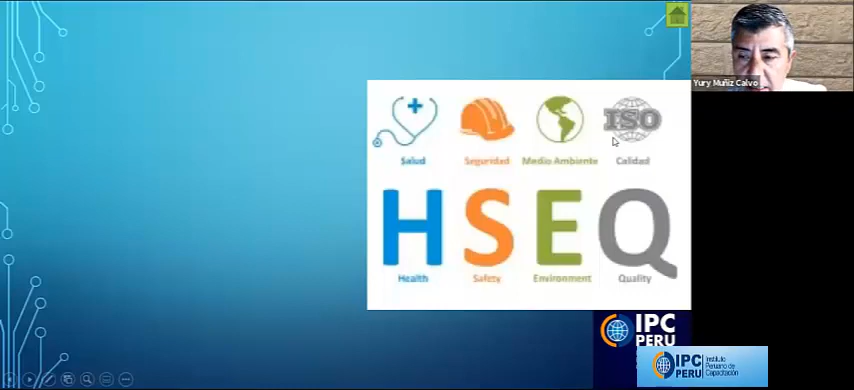 Yury Muñiz Calvo
ISO
Salud Seguridad Medio Ambiente Calidad
H S E Q
Health Safety Environment Quality
IPC
PERU
IPC
PERU
Instituto
Peruano de
Capacitación